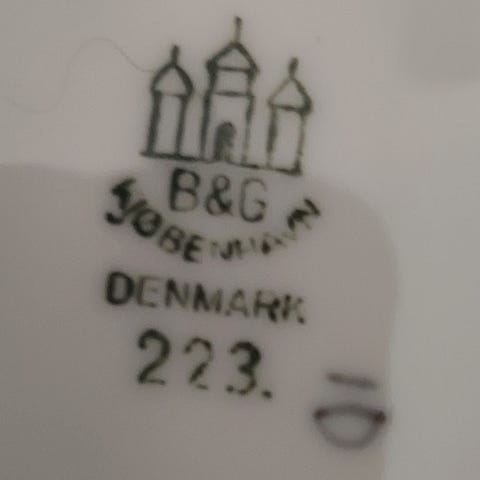 B&G
KJØBENHAVN
DENMARK
223.